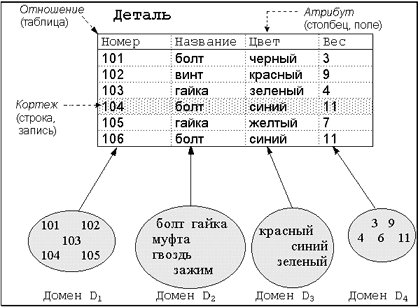 Отношение
(таблица)
Деталь
Атрибут
(столбец, поле)
Номер Название Цвет Вес
101 болт черный 3
102 винт красный 9
103 гайка зеленый 4
104 болт синий 11
105 гайка желтый 7
106 болт синий 11
Кортеж
(строка,
запись)
101 102
103
104 105
болт гайка
муфта
гвоздь
зажим
красный
синий
зеленый
3 9
4 6 11
Домен D1 Домен D2 Домен D3 Домен D4